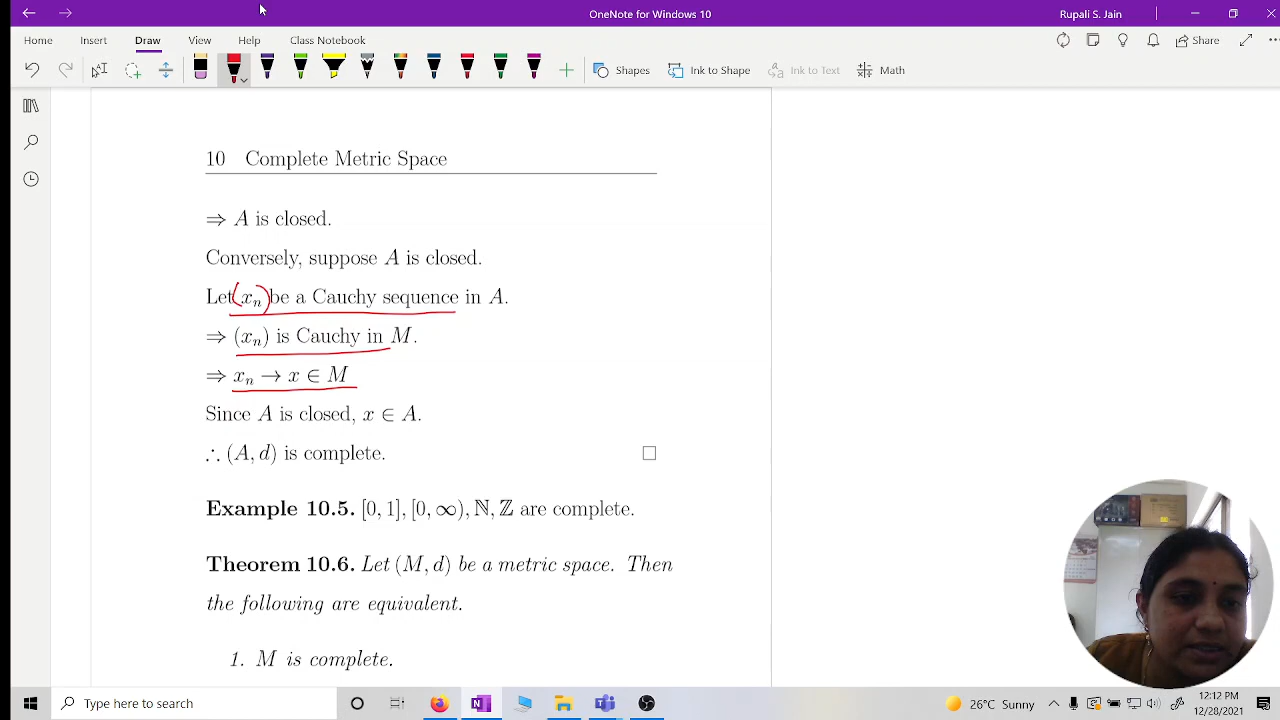 OneNote for Windows 10
Rupali S. Jain
Home Insert Draw View Help Class Notebook
Share
Shapes Ink to Shape Ink to Text Math
10 Complete Metric Space
⇒ A is closed.
Conversely, suppose A is closed.
Let (xₙ) be a Cauchy sequence in A.
⇒ (xₙ) is Cauchy in M.
⇒ xₙ → x ∈ M
Since A is closed, x ∈ A.
∴ (A, d) is complete.
Example 10.5. [0, 1], [0, ∞), ℕ, ℤ are complete.
Theorem 10.6. Let (M, d) be a metric space. Then
the following are equivalent.
1. M is complete.
Type here to search
26°C Sunny
12:12 PM
12/28/2021